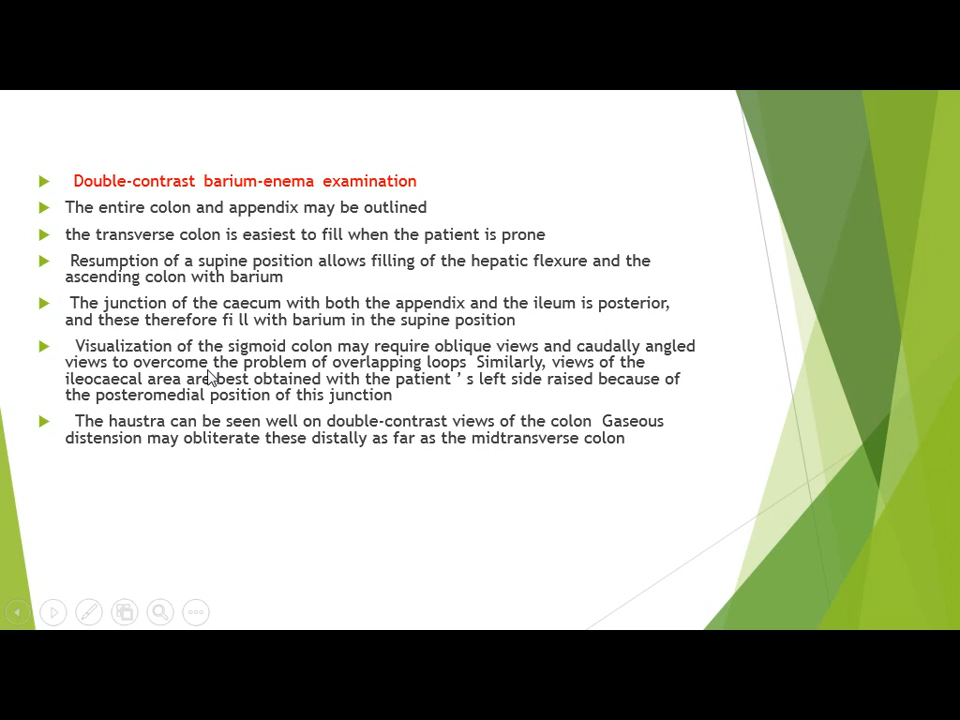 Double-contrast barium-enema examination
The entire colon and appendix may be outlined
the transverse colon is easiest to fill when the patient is prone
Resumption of a supine position allows filling of the hepatic flexure and the
ascending colon with barium
The junction of the caecum with both the appendix and the ileum is posterior,
and these therefore fi ll with barium in the supine position
Visualization of the sigmoid colon may require oblique views and caudally angled
views to overcome the problem of overlapping loops  Similarly, views of the
ileocaecal area are best obtained with the patient ’ s left side raised because of
the posteromedial position of this junction
The haustra can be seen well on double-contrast views of the colon  Gaseous
distension may obliterate these distally as far as the midtransverse colon